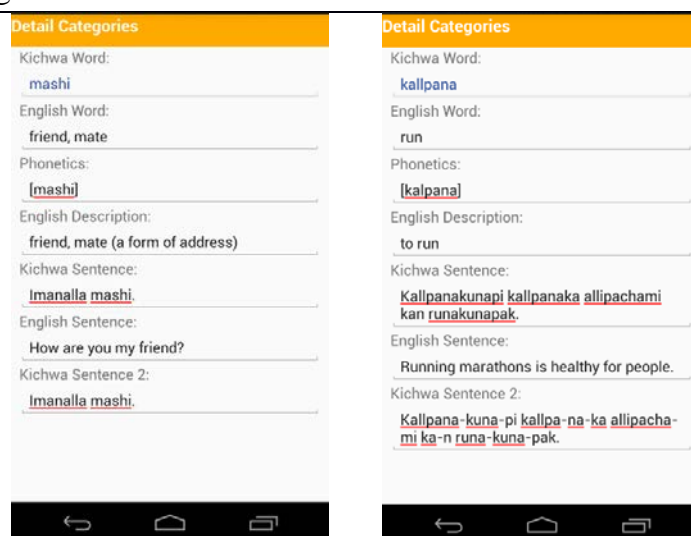 Detail Categories
Kichwa Word:
mashi
English Word:
friend, mate
Phonetics:
[mashi]
English Description:
friend, mate (a form of address)
Kichwa Sentence:
Imanalla mashi.
English Sentence:
How are you my friend?
Kichwa Sentence 2:
Imanalla mashi.
Detail Categories
Kichwa Word:
kallpana
English Word:
run
Phonetics:
[kalpana]
English Description:
to run
Kichwa Sentence:
Kallpanakunapi kallpanaka allipachami
kan runakunapak.
English Sentence:
Running marathons is healthy for people.
Kichwa Sentence 2:
Kallpana-kuna-pi kallpa-na-ka allipacha-
mi ka-n runa-kuna-pak.